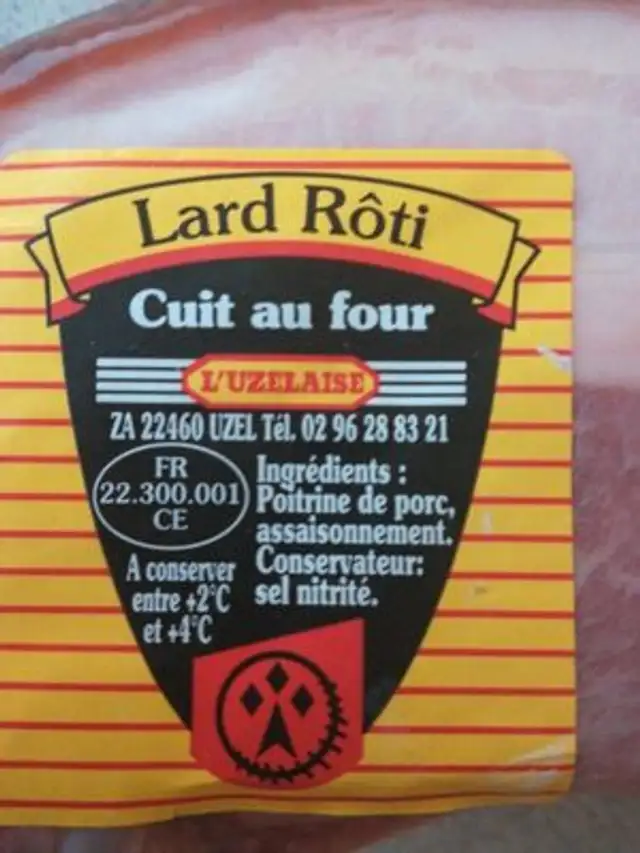 Lard Rôti
Cuit au four
L'UZELAISE
ZA 22460 UZEL Tél. 02 96 28 83 21
FR
22.300.001
CE
Ingrédients :
Poitrine de porc,
assaisonnement.
Conservateur:
sel nitrité.
A conserver
entre +2°C
et +4°C